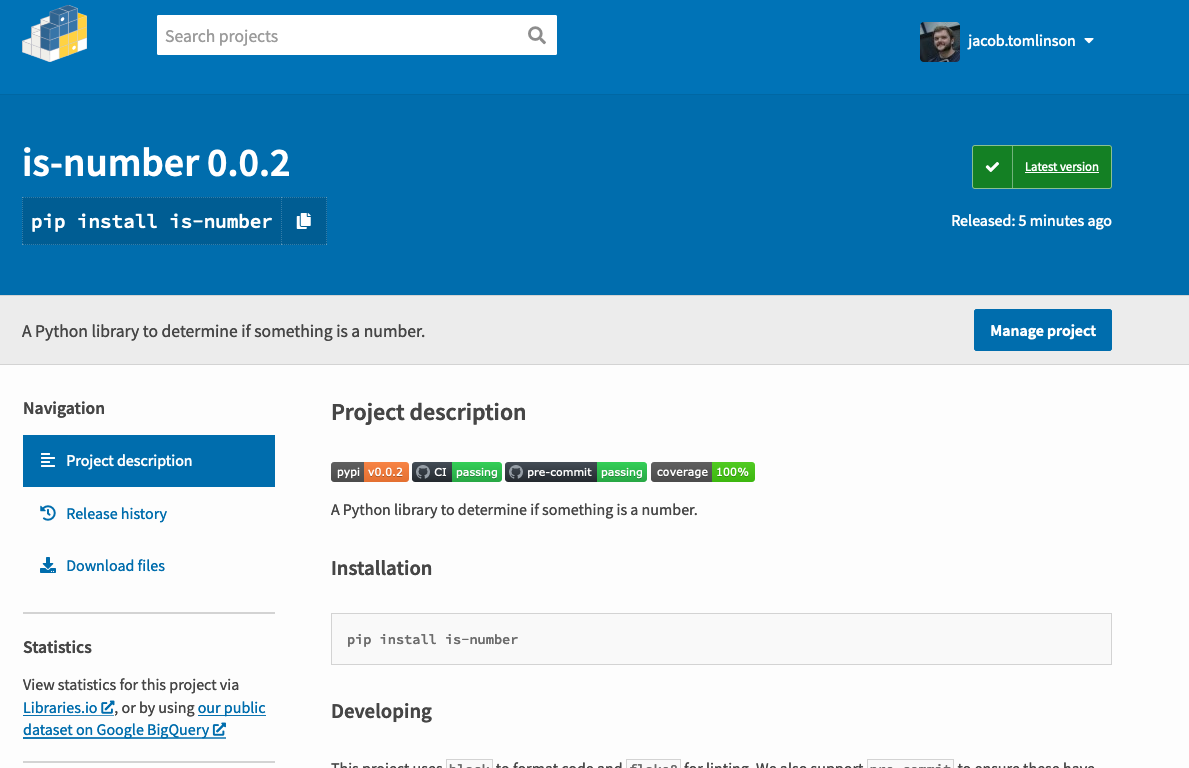 Search projects
jacob.tomlinson
is-number 0.0.2
Latest version
pip install is-number
Released: 5 minutes ago
A Python library to determine if something is a number.
Manage project
Navigation
Project description
Release history
Download files
Statistics
View statistics for this project via
Libraries.io, or by using our public
dataset on Google BigQuery
Project description
pypi v0.0.2 CI passing pre-commit passing coverage 100%
A Python library to determine if something is a number.
Installation
pip install is-number
Developing
This project uses black to format code and flake8 for linting. We also support pre-commit to ensure these have